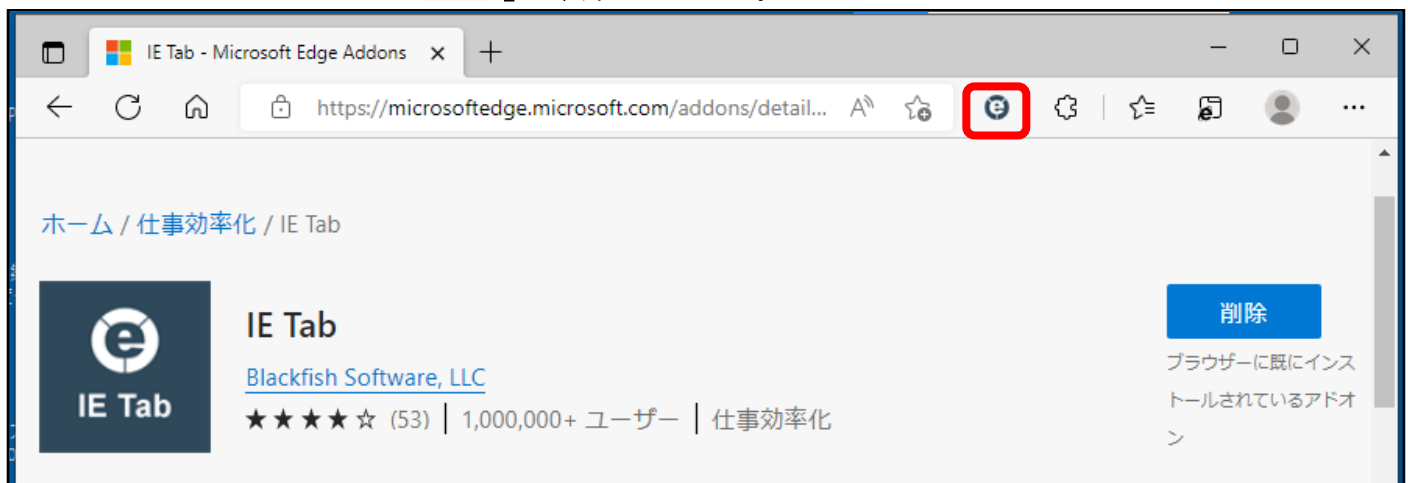 IE Tab - Microsoft Edge Addons
https://microsoftedge.microsoft.com/addons/detail...
ホーム / 仕事効率化 / IE Tab
IE Tab
IE Tab
Blackfish Software, LLC
★★★★☆ (53) | 1,000,000+ ユーザー | 仕事効率化
削除
ブラウザーに既にインス
トールされているアドオ
ン